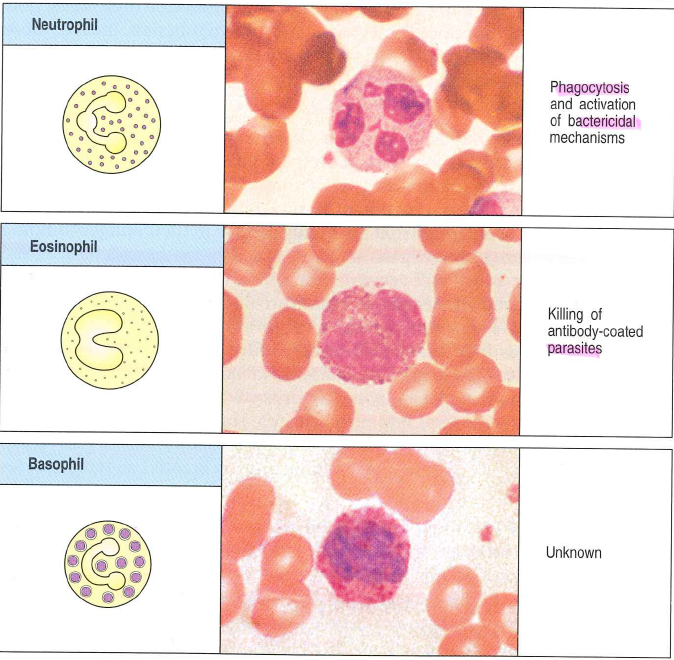 Neutrophil
Phagocytosis
and activation
of bactericidal
mechanisms
Eosinophil
Killing of
antibody-coated
parasites
Basophil
Unknown